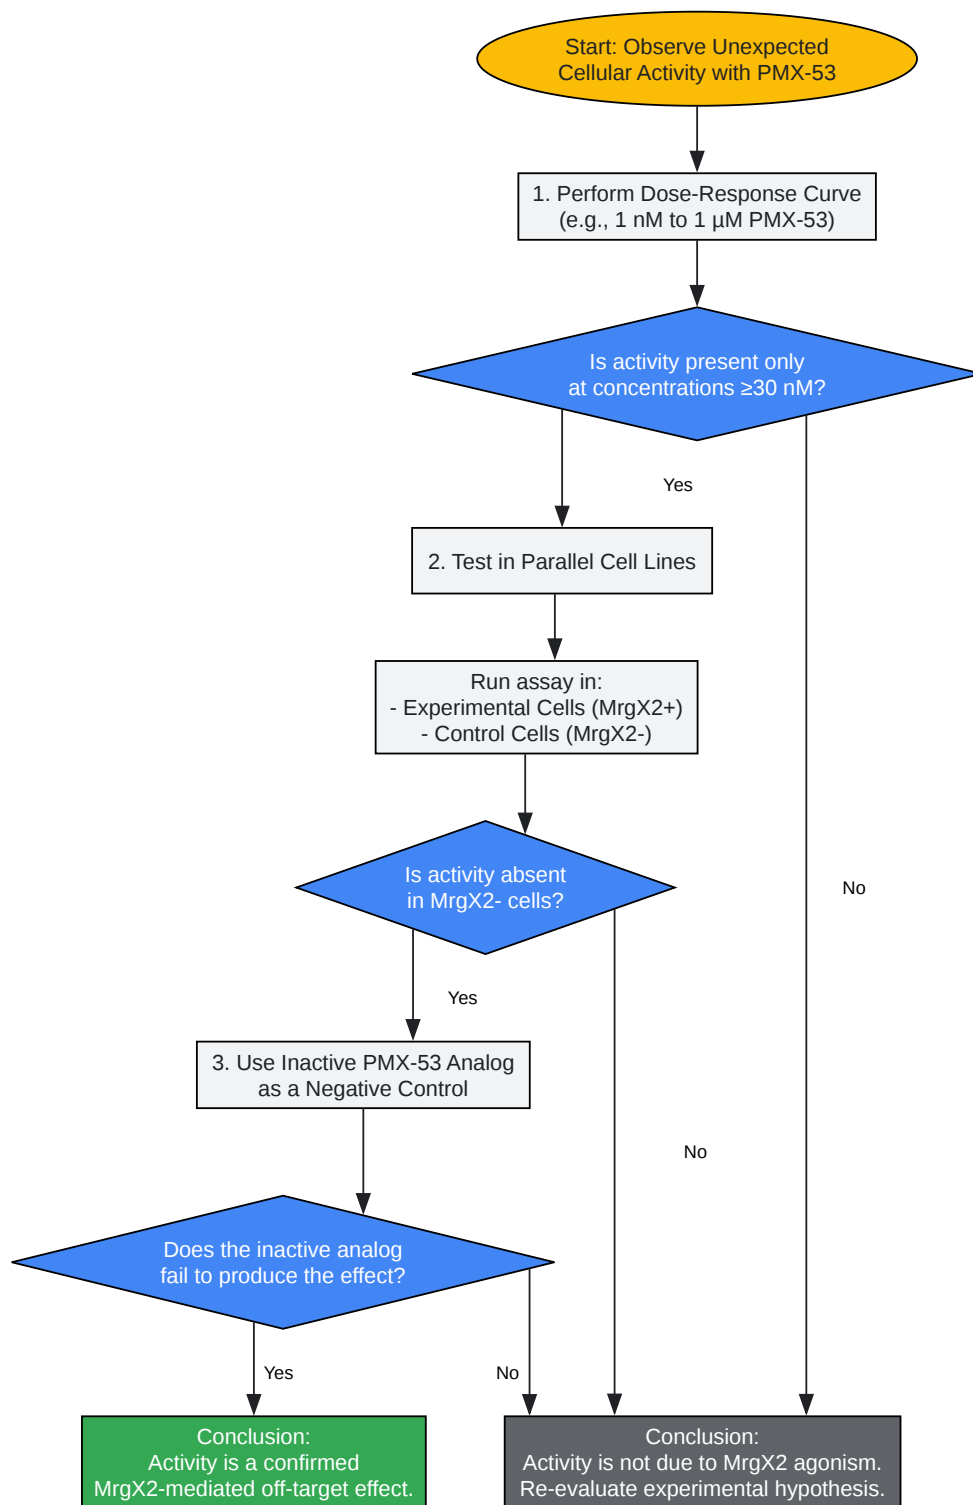 Start: Observe Unexpected
Cellular Activity with PMX-53
1. Perform Dose-Response Curve
(e.g., 1 nM to 1 µM PMX-53)
Is activity present only
at concentrations ≥30 nM?
Yes
2. Test in Parallel Cell Lines
Run assay in:
- Experimental Cells (MrgX2+)
- Control Cells (MrgX2-)
Is activity absent
in MrgX2- cells?
No
Yes
3. Use Inactive PMX-53 Analog
as a Negative Control
No
Does the inactive analog
fail to produce the effect?
Yes
No
Conclusion:
Activity is a confirmed
MrgX2-mediated off-target effect.
Conclusion:
Activity is not due to MrgX2 agonism.
Re-evaluate experimental hypothesis.